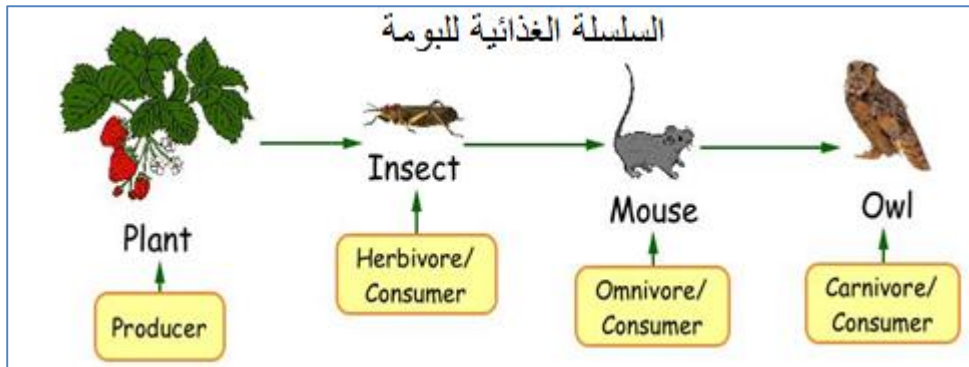 السلسلة الغذائية للبومة
Plant
Insect
Mouse
Owl
Producer
Herbivore/
Consumer
Omnivore/
Consumer
Carnivore/
Consumer